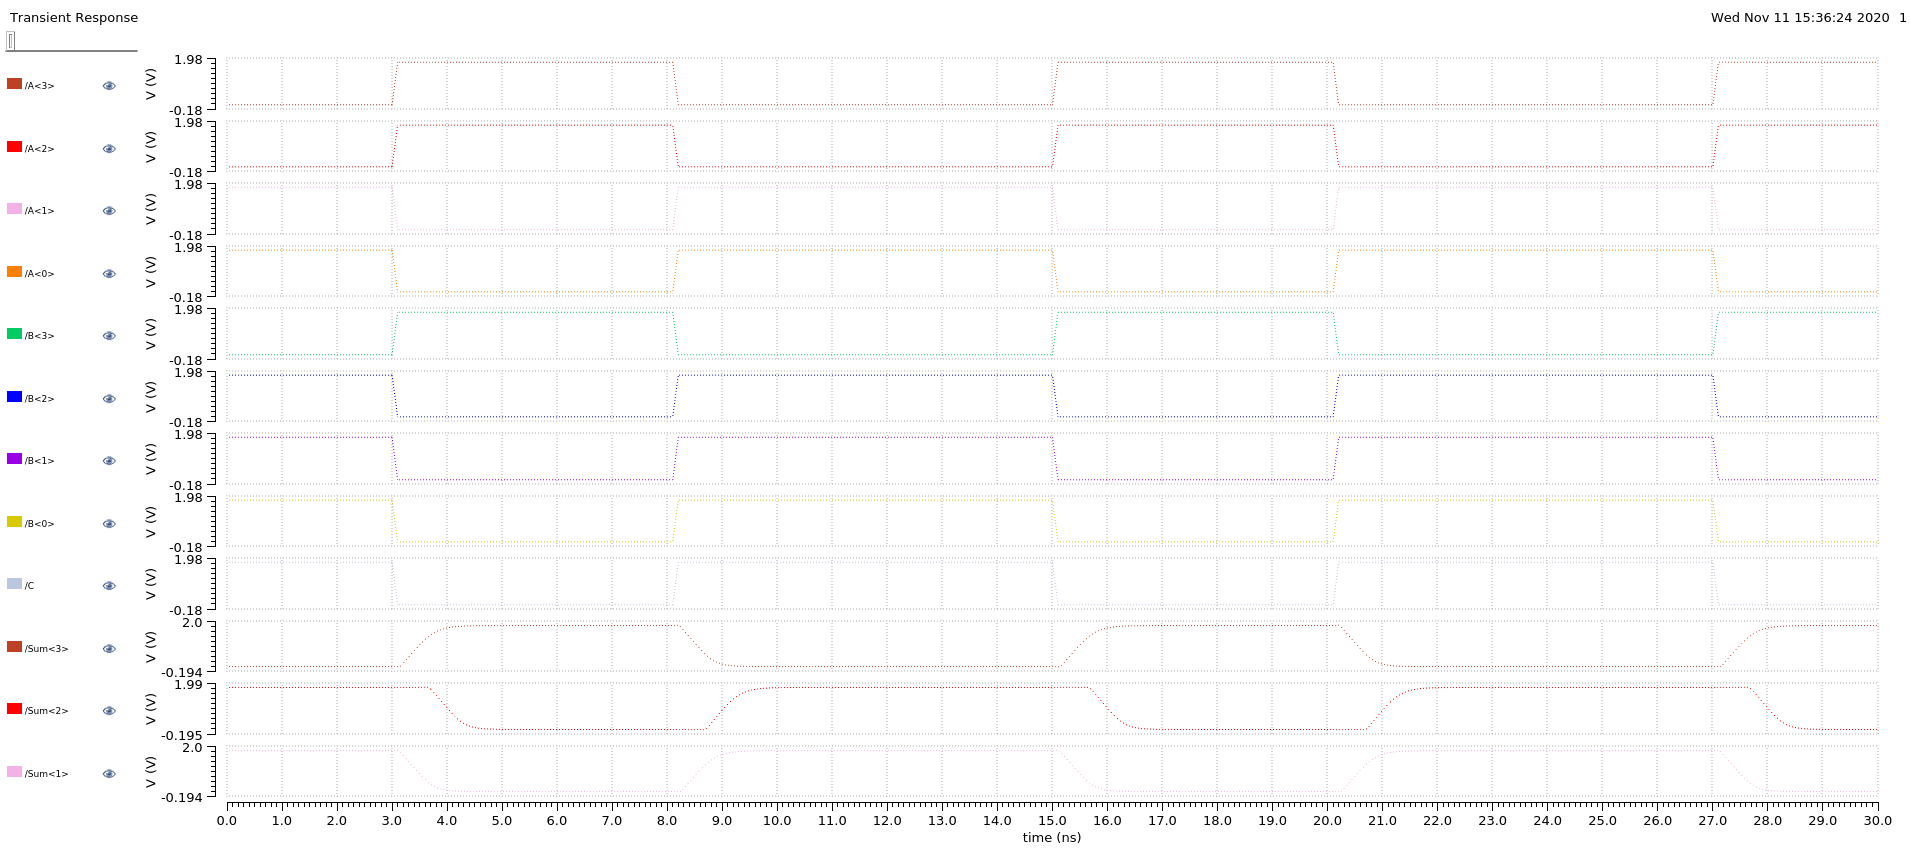 Transient Response
Wed Nov 11 15:36:24 2020 1
/A<3>
V (V)
1.98
-0.18
/A<2>
V (V)
1.98
-0.18
/A<1>
V (V)
1.98
-0.18
/A<0>
V (V)
1.98
-0.18
/B<3>
V (V)
1.98
-0.18
/B<2>
V (V)
1.98
-0.18
/B<1>
V (V)
1.98
-0.18
/B<0>
V (V)
1.98
-0.18
/C
V (V)
1.98
-0.18
/Sum<3>
V (V)
2.0
-0.194
/Sum<2>
V (V)
1.99
-0.195
/Sum<1>
V (V)
2.0
-0.194
0.0 1.0 2.0 3.0 4.0 5.0 6.0 7.0 8.0 9.0 10.0 11.0 12.0 13.0 14.0 15.0 16.0 17.0 18.0 19.0 20.0 21.0 22.0 23.0 24.0 25.0 26.0 27.0 28.0 29.0 30.0
time (ns)